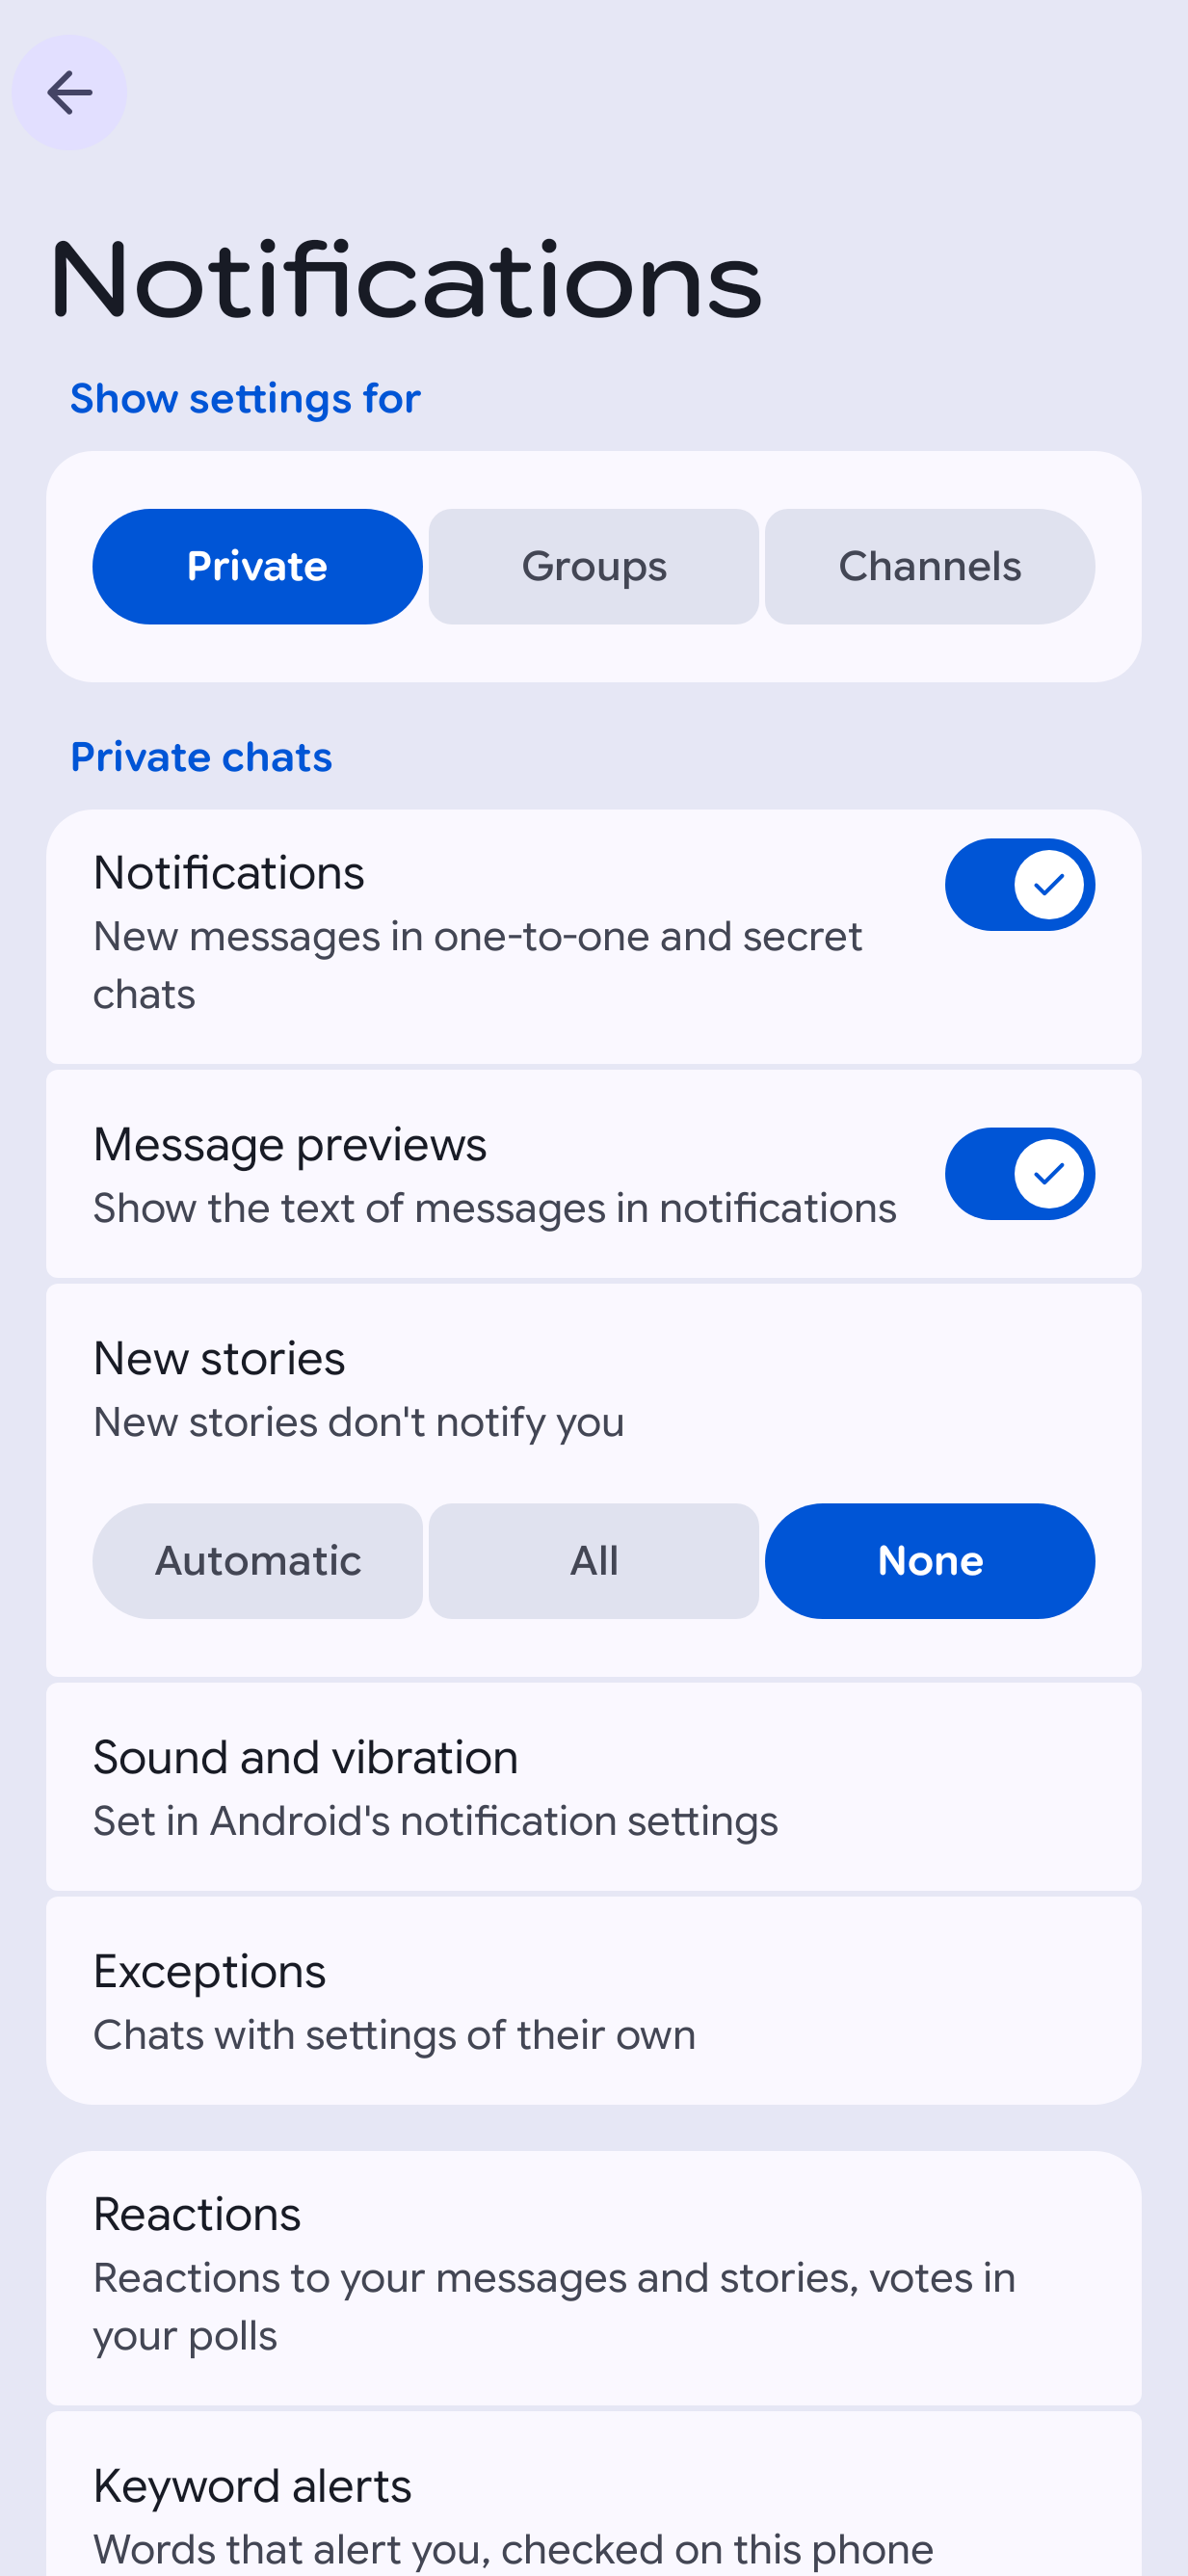 Notifications
Show settings for
Private
Groups
Channels
Private chats
Notifications
New messages in one-to-one and secret
chats
Message previews
Show the text of messages in notifications
New stories
New stories don't notify you
Automatic
All
None
Sound and vibration
Set in Android's notification settings
Exceptions
Chats with settings of their own
Reactions
Reactions to your messages and stories, votes in
your polls
Keyword alerts
Words that alert you, checked on this phone